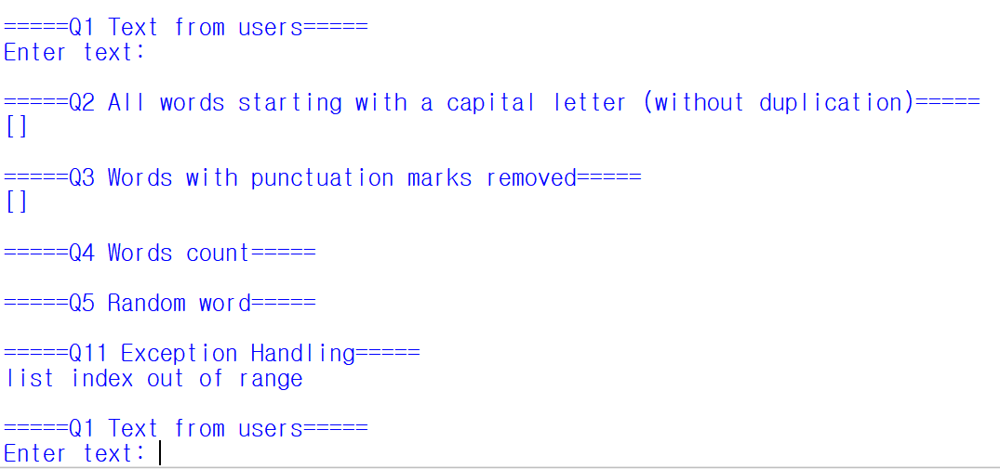 =====Q1 Text from users=====
Enter text:
=====Q2 All words starting with a capital letter (without duplication)=====
[]
=====Q3 Words with punctuation marks removed=====
[]
=====Q4 Words count=====
=====Q5 Random word=====
=====Q11 Exception Handling=====
list index out of range
=====Q1 Text from users=====
Enter text: